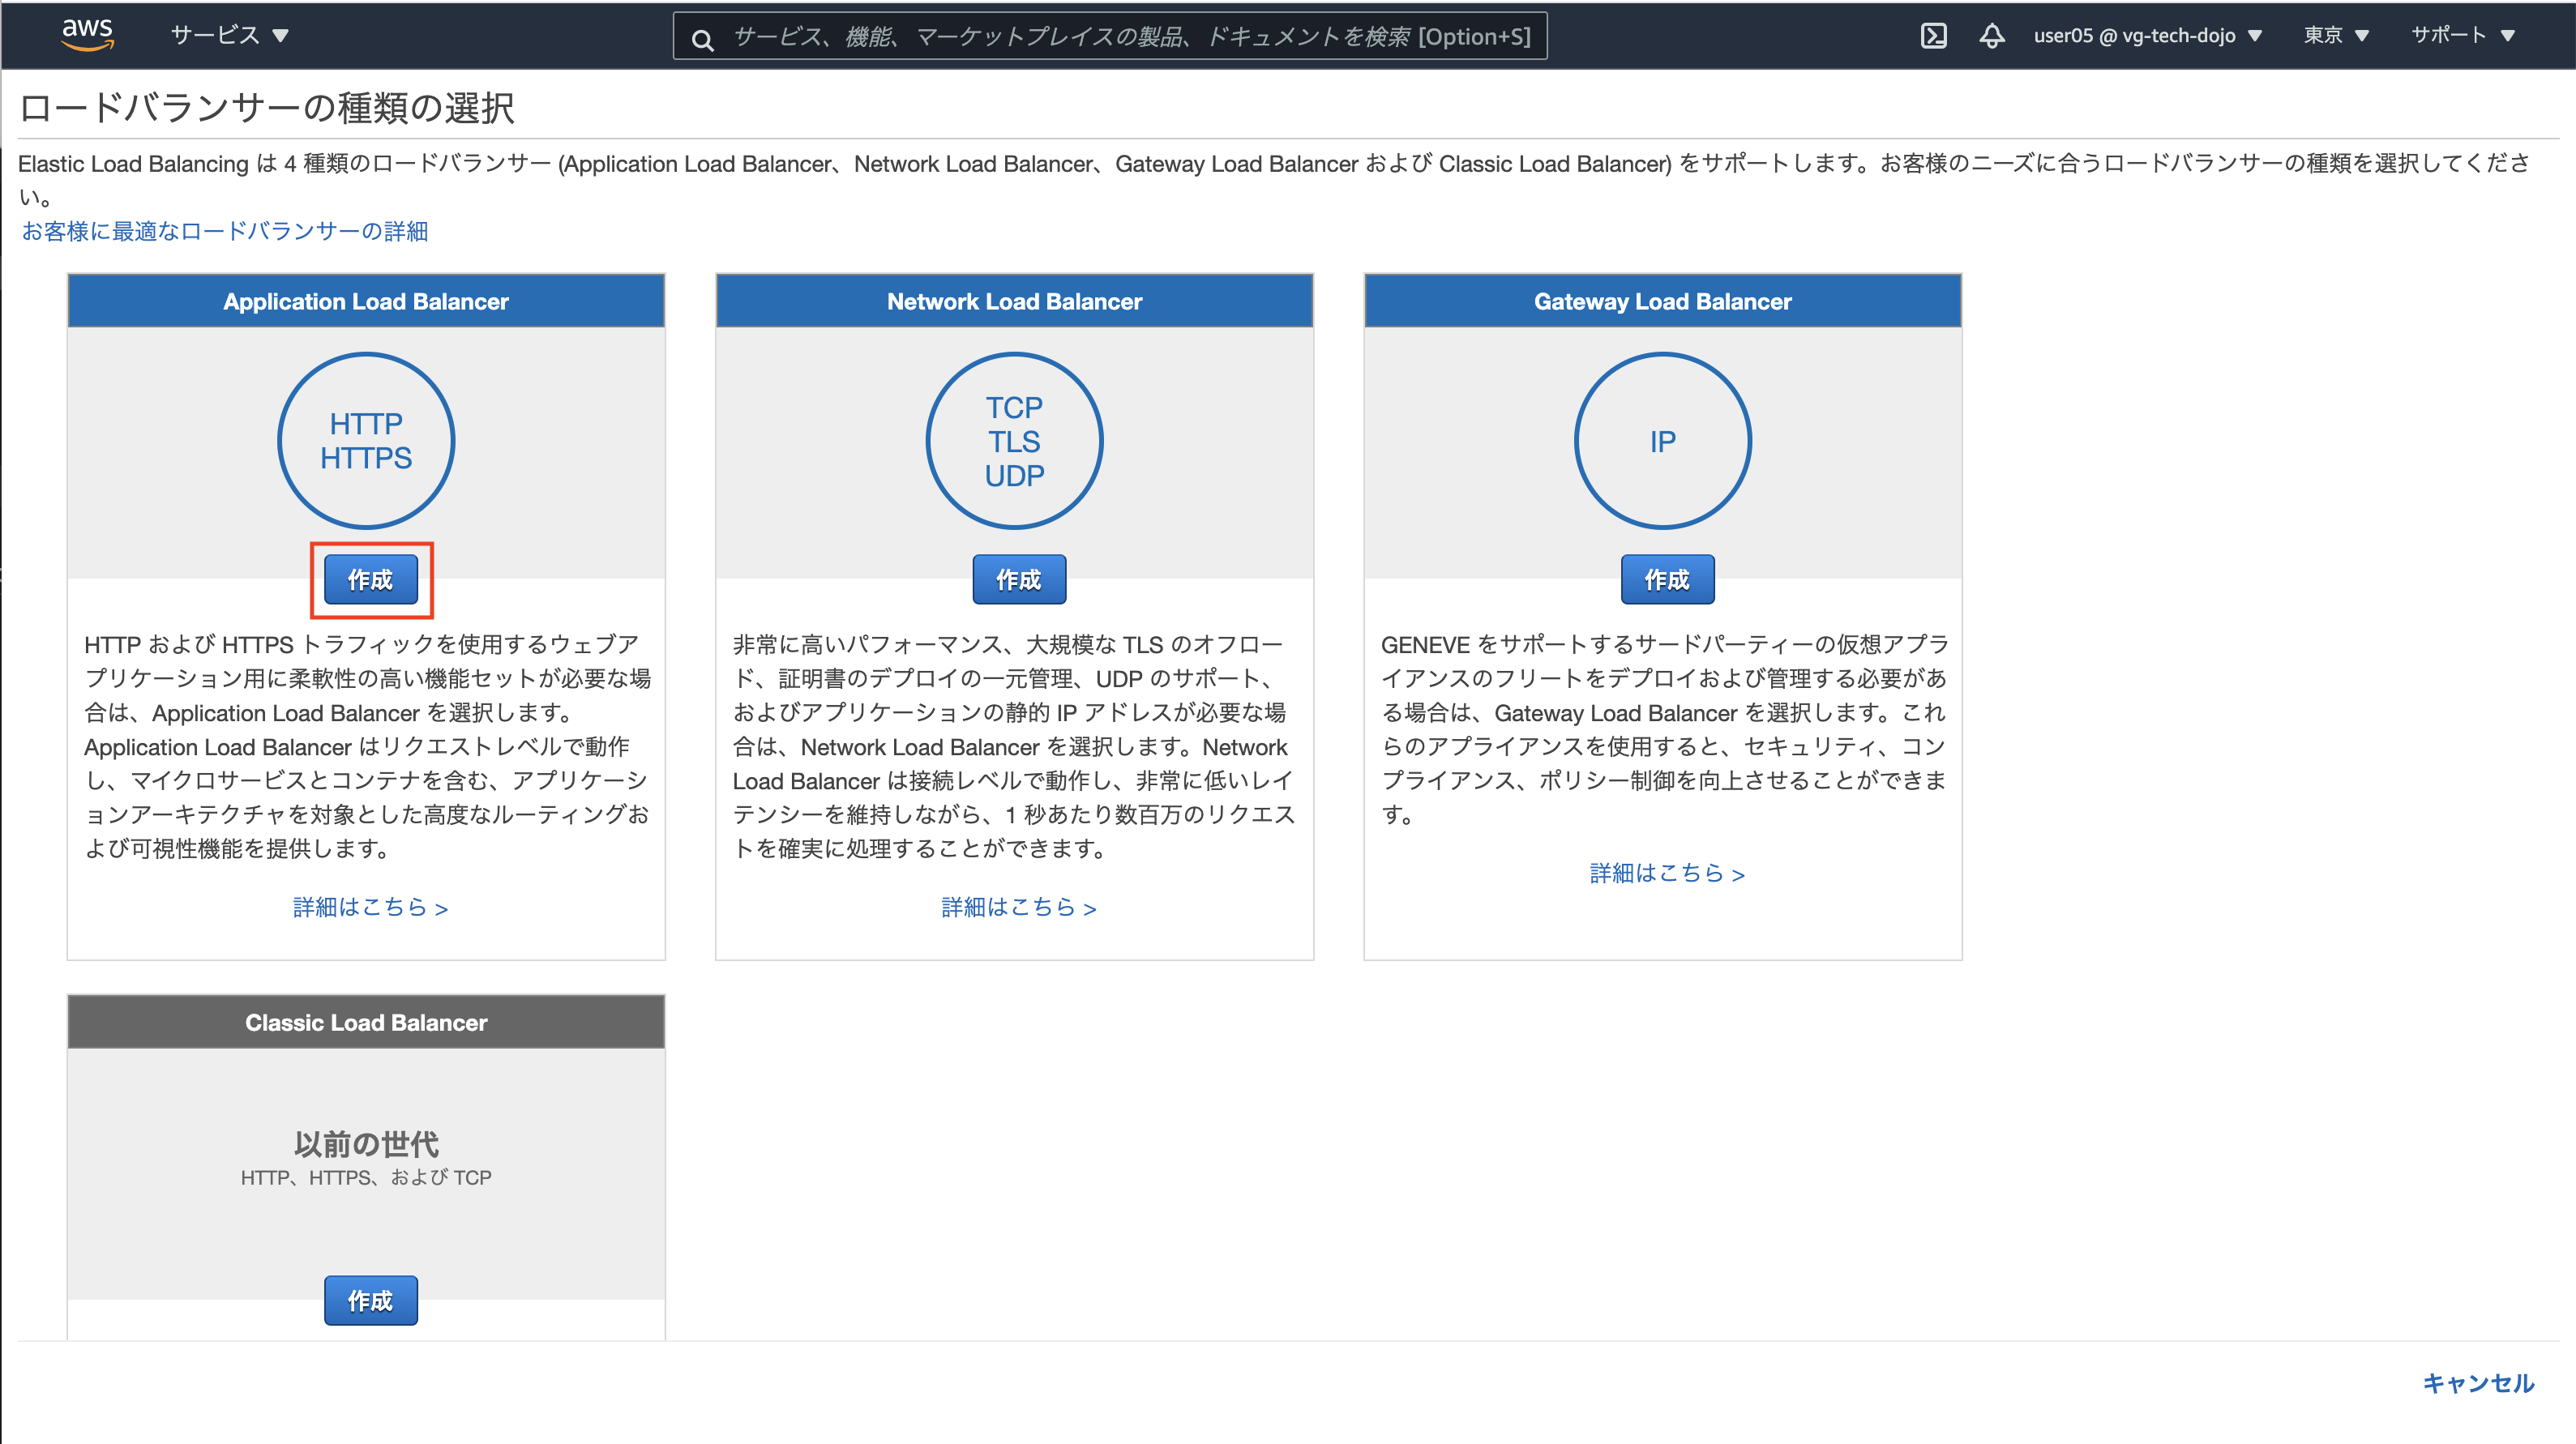 aws
サービス
サービス、機能、マーケットプレイスの製品、ドキュメントを検索 [Option+S]
user05 @ vg-tech-dojo
東京
サポート
ロードバランサーの種類の選択
Elastic Load Balancing は 4 種類のロードバランサー (Application Load Balancer、Network Load Balancer、Gateway Load Balancer および Classic Load Balancer) をサポートします。お客様のニーズに合うロードバランサーの種類を選択してくださ
い。
お客様に最適なロードバランサーの詳細
Application Load Balancer
HTTP
HTTPS
作成
HTTP および HTTPS トラフィックを使用するウェブア
プリケーション用に柔軟性の高い機能セットが必要な場
合は、Application Load Balancer を選択します。
Application Load Balancer はリクエストレベルで動作
し、マイクロサービスとコンテナを含む、アプリケーシ
ョンアーキテクチャを対象とした高度なルーティングお
よび可視性機能を提供します。
詳細はこちら >
Network Load Balancer
TCP
TLS
UDP
作成
非常に高いパフォーマンス、大規模な TLS のオフロー
ド、証明書のデプロイの一元管理、UDP のサポート、
およびアプリケーションの静的 IP アドレスが必要な場
合は、Network Load Balancer を選択します。Network
Load Balancer は接続レベルで動作し、非常に低いレイ
テンシーを維持しながら、1 秒あたり数百万のリクエス
トを確実に処理することができます。
詳細はこちら >
Gateway Load Balancer
IP
作成
GENEVE をサポートするサードパーティーの仮想アプラ
イアンスのフリートをデプロイおよび管理する必要があ
る場合は、Gateway Load Balancer を選択します。これ
らのアプライアンスを使用すると、セキュリティ、コン
プライアンス、ポリシー制御を向上させることができま
す。
詳細はこちら >
Classic Load Balancer
以前の世代
HTTP、HTTPS、および TCP
作成
キャンセル